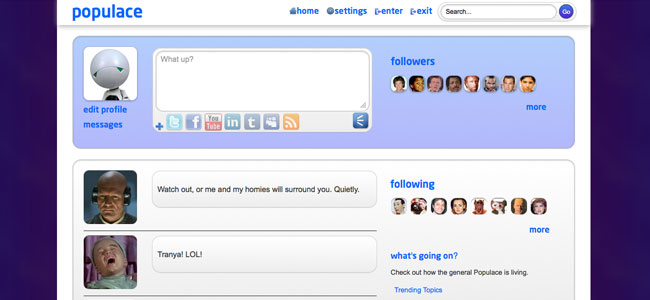 populace
home settings enter exit Search... Go
What up?
followers
more
edit profile
messages
You
Tube
Watch out, or me and my homies will surround you. Quietly.
following
more
Tranya! LOL!
what's going on?
Check out how the general Populace is living.
Trending Topics